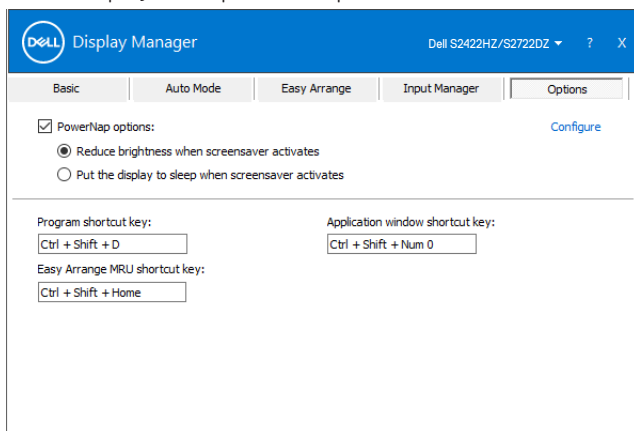 DELL Display Manager Dell S2422HZ/S2722DZ ? X
Basic Auto Mode Easy Arrange Input Manager Options
PowerNap options: Configure
Reduce brightness when screensaver activates
Put the display to sleep when screensaver activates
Program shortcut key: Application window shortcut key:
Ctrl + Shift + D Ctrl + Shift + Num 0
Easy Arrange MRU shortcut key:
Ctrl + Shift + Home